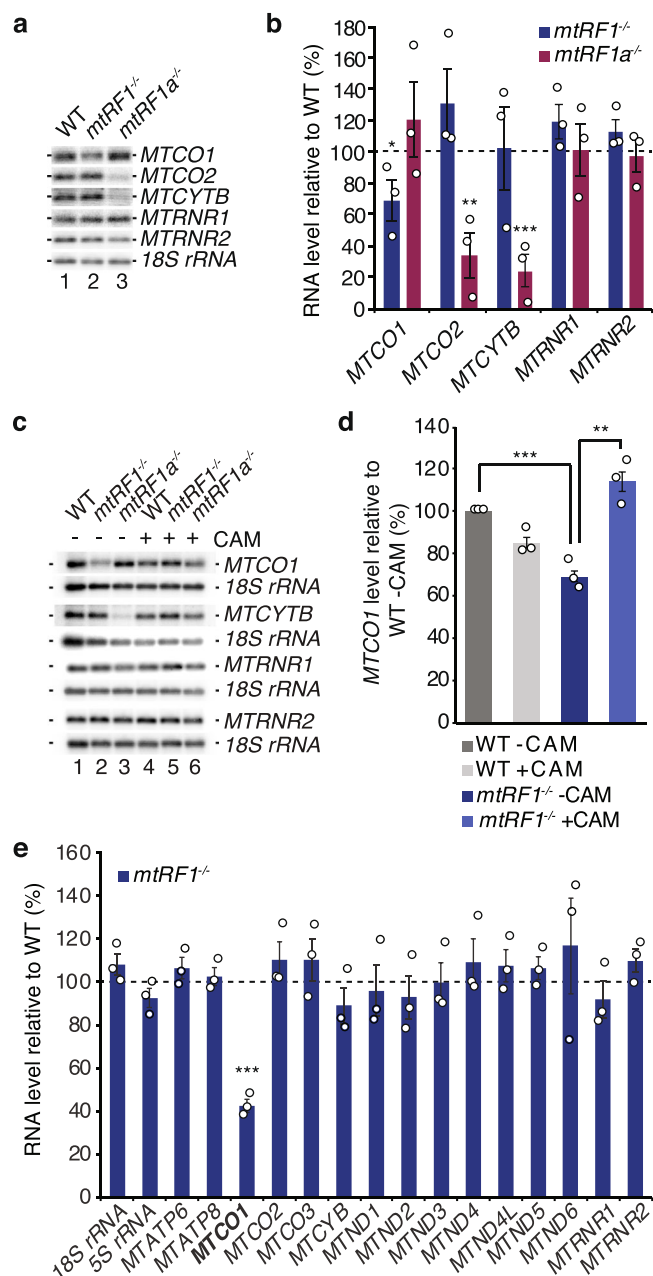 a
WT mtRF1-/- mtRF1a-/-
MTCO1
MTCO2
MTCYTB
MTRNR1
MTRNR2
18S rRNA
1 2 3
b
mtRF1-/-
mtRF1a-/-
RNA level relative to WT (%)
180
160
140
120
100
80
60
40
20
0
*
**
***
MTCO1 MTCO2 MTCYTB MTRNR1 MTRNR2
c
WT mtRF1-/- mtRF1a-/- WT mtRF1-/- mtRF1a-/-
- - - + + + CAM
- MTCO1
- 18S rRNA
- MTCYTB
- 18S rRNA
- MTRNR1
- 18S rRNA
- MTRNR2
- 18S rRNA
1 2 3 4 5 6
d
MTCO1 level relative to
WT -CAM (%)
140
120
100
80
60
40
20
0
***
**
WT -CAM
WT +CAM
mtRF1-/- -CAM
mtRF1-/- +CAM
e
mtRF1-/-
RNA level relative to WT (%)
160
140
120
100
80
60
40
20
0
***
18S rRNA 5S rRNA MTATP6 MTATP8 MTCO1 MTCO2 MTCO3 MTCYB MTND1 MTND2 MTND3 MTND4 MTND4L MTND5 MTND6 MTRNR1 MTRNR2